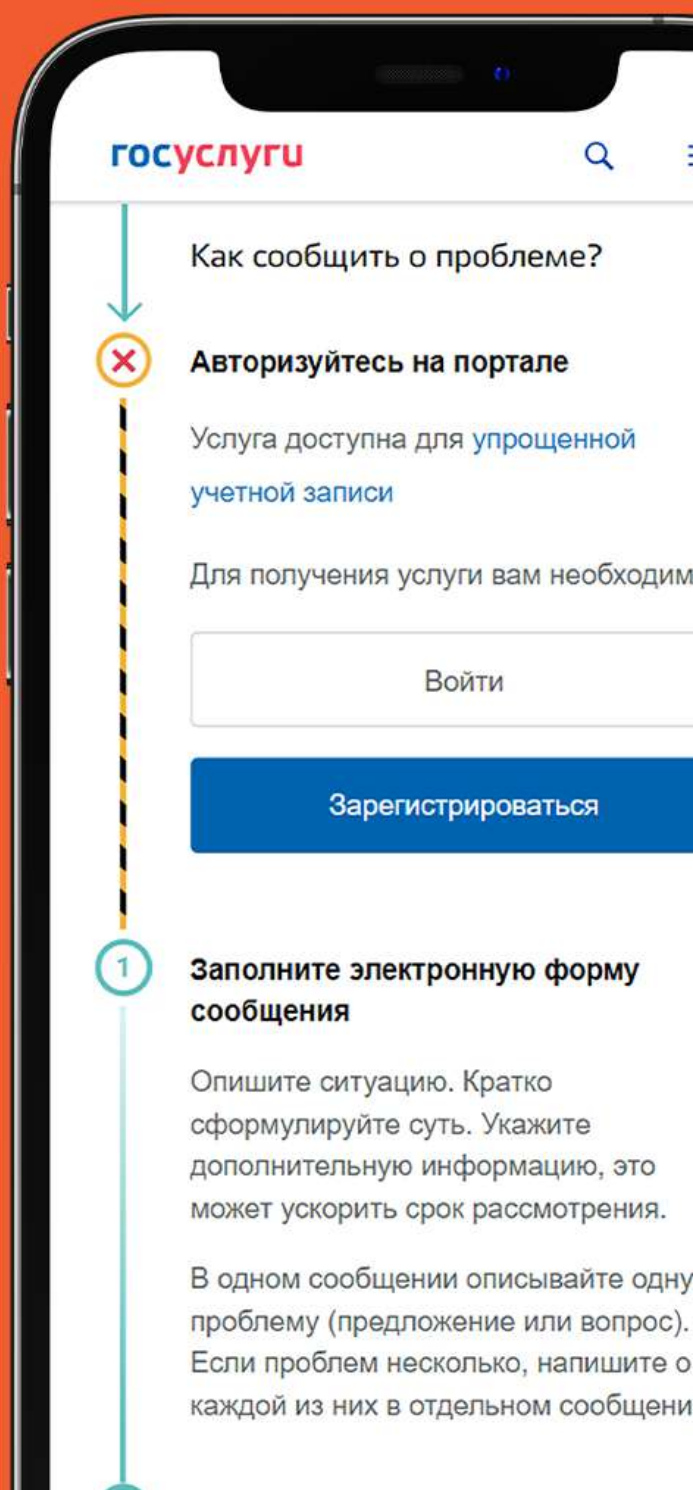 госуслуги
Как сообщить о проблеме?
Авторизуйтесь на портале
Услуга доступна для упрощенной
учетной записи
Для получения услуги вам необходим
Войти
Зарегистрироваться
1
Заполните электронную форму
сообщения
Опишите ситуацию. Кратко
сформулируйте суть. Укажите
дополнительную информацию, это
может ускорить срок рассмотрения.
В одном сообщении описывайте одну
проблему (предложение или вопрос).
Если проблем несколько, напишите о
каждой из них в отдельном сообщени